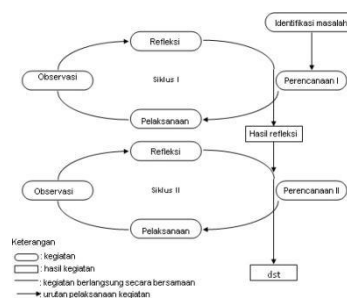 Identifikasi masalah
Refleksi
Observasi
Siklus I
Perencanaan I
Pelaksanaan
Hasil refleksi
Refleksi
Observasi
Siklus II
Perencanaan II
Pelaksanaan
Keterangan
: kegiatan
: hasil kegiatan
: kegiatan berlangsung secara bersamaan
: urutan pelaksanaan kegiatan
dst